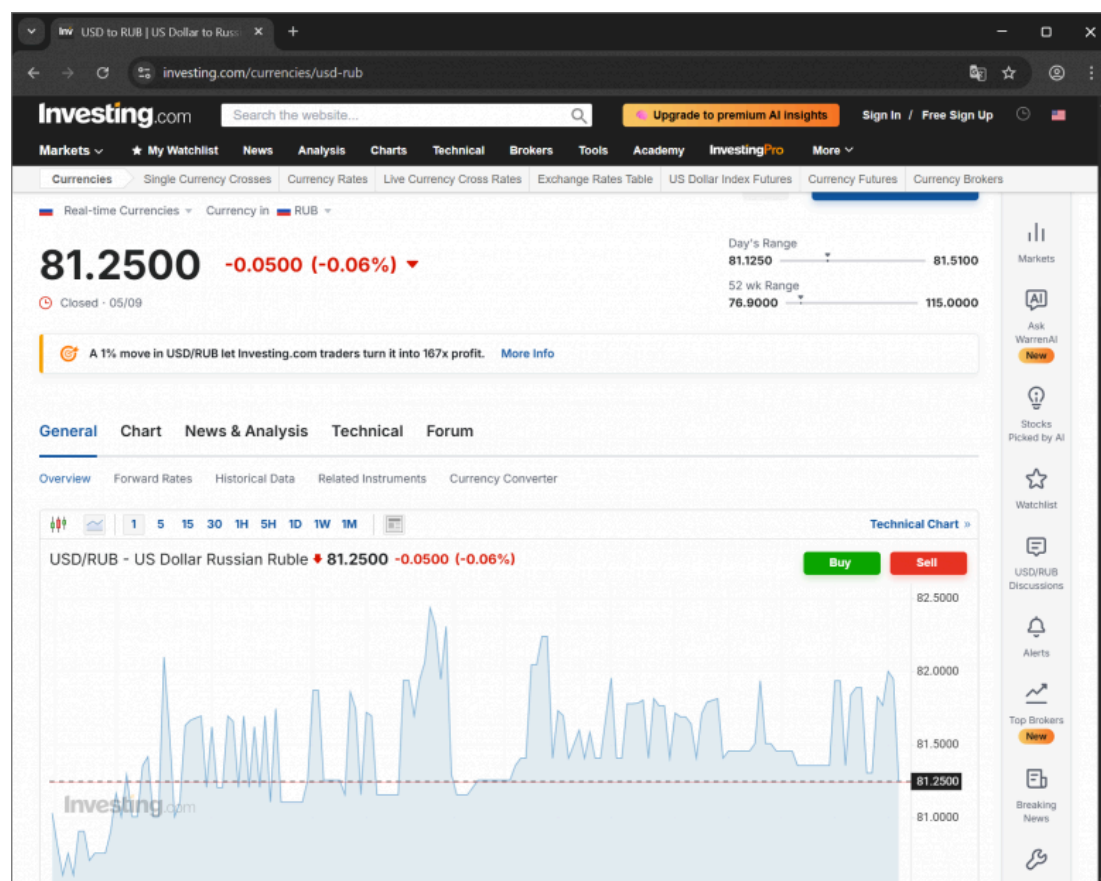 Inv USD to RUB | US Dollar to Russi
investing.com/currencies/usd-rub
Investing.com Search the website... Upgrade to premium AI insights Sign In / Free Sign Up
Markets My Watchlist News Analysis Charts Technical Brokers Tools Academy InvestingPro More
Currencies Single Currency Crosses Currency Rates Live Currency Cross Rates Exchange Rates Table US Dollar Index Futures Currency Futures Currency Brokers
Real-time Currencies Currency in RUB
81.2500 -0.0500 (-0.06%)
Closed · 05/09
Day's Range
81.1250 81.5100
52 wk Range
76.9000 115.0000
A 1% move in USD/RUB let Investing.com traders turn it into 167x profit. More Info
General Chart News & Analysis Technical Forum
Overview Forward Rates Historical Data Related Instruments Currency Converter
1 5 15 30 1H 5H 1D 1W 1M Technical Chart »
USD/RUB - US Dollar Russian Ruble 81.2500 -0.0500 (-0.06%) Buy Sell
82.5000
82.0000
81.5000
81.2500
81.0000
Investing.com
Markets
AI
Ask
WarrenAI
New
Stocks
Picked by AI
Watchlist
USD/RUB
Discussions
Alerts
Top Brokers
New
Breaking
News